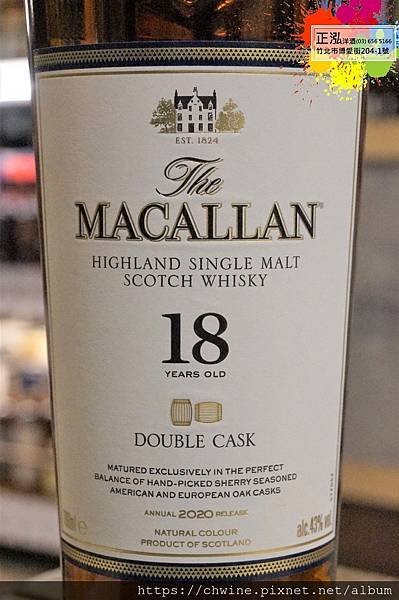 正泓洋酒(03) 656 5166
竹北市博愛街204-1號
EST. 1824
The
MACALLAN
HIGHLAND SINGLE MALT
SCOTCH WHISKY
18
YEARS OLD
DOUBLE CASK
MATURED EXCLUSIVELY IN THE PERFECT
BALANCE OF HAND-PICKED SHERRY SEASONED
AMERICAN AND EUROPEAN OAK CASKS
ANNUAL 2020 RELEASE
700ml e
alc. 43% vol.
NATURAL COLOUR
PRODUCT OF SCOTLAND
https://chwine.pixnet.net/album